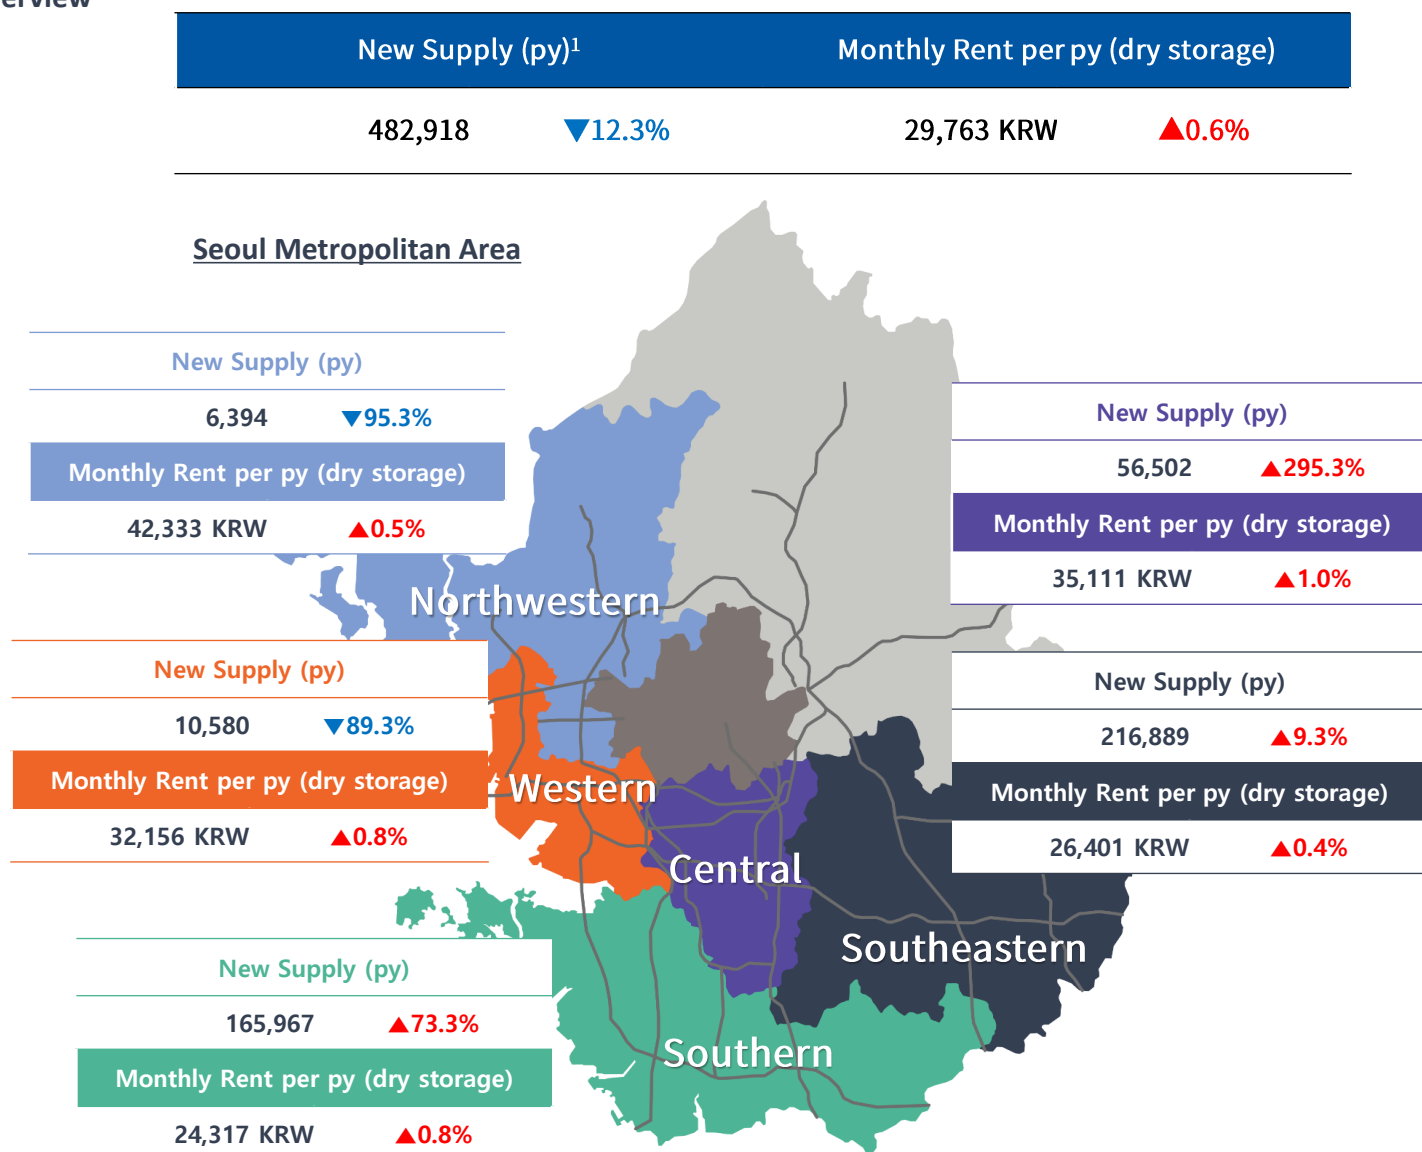 New Supply (py)¹ Monthly Rent per py (dry storage)
482,918 ▼12.3% 29,763 KRW ▲0.6%
Seoul Metropolitan Area
New Supply (py)
6,394 ▼95.3%
Monthly Rent per py (dry storage)
42,333 KRW ▲0.5%
New Supply (py)
56,502 ▲295.3%
Monthly Rent per py (dry storage)
35,111 KRW ▲1.0%
Northwestern
New Supply (py)
10,580 ▼89.3%
Monthly Rent per py (dry storage)
32,156 KRW ▲0.8%
New Supply (py)
216,889 ▲9.3%
Monthly Rent per py (dry storage)
26,401 KRW ▲0.4%
Western
Central
Southeastern
New Supply (py)
165,967 ▲73.3%
Monthly Rent per py (dry storage)
24,317 KRW ▲0.8%
Southern